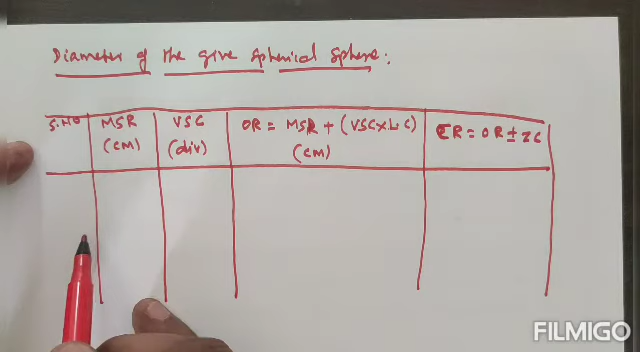 Diameter of the give Spherical Sphere:
S.NO MSR (CM) VSC (div) OR = MSR + (VSC x L.C) (CM) CR = OR ± ZC
FILMIGO